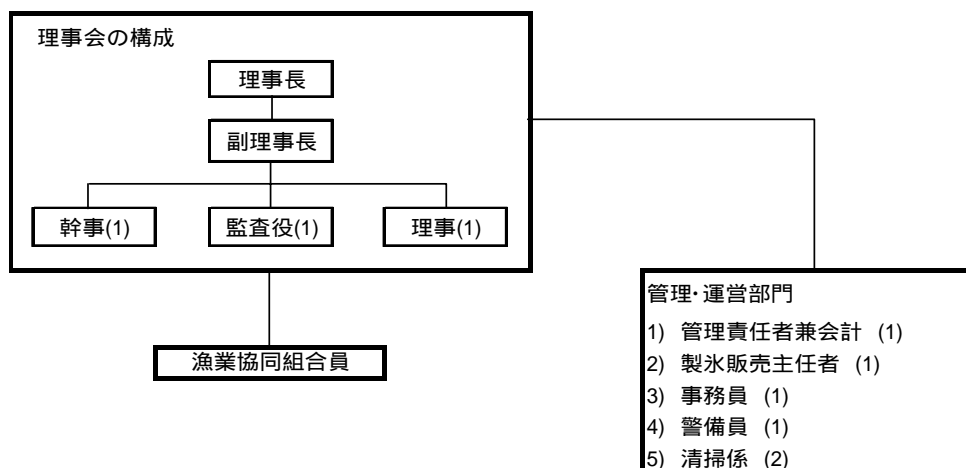 理事会の構成
理事長
副理事長
幹事(1)
監査役(1)
理事(1)
漁業協同組合員
管理・運営部門
1) 管理責任者兼会計 (1)
2) 製氷販売主任者 (1)
3) 事務員 (1)
4) 警備員 (1)
5) 清掃係 (2)